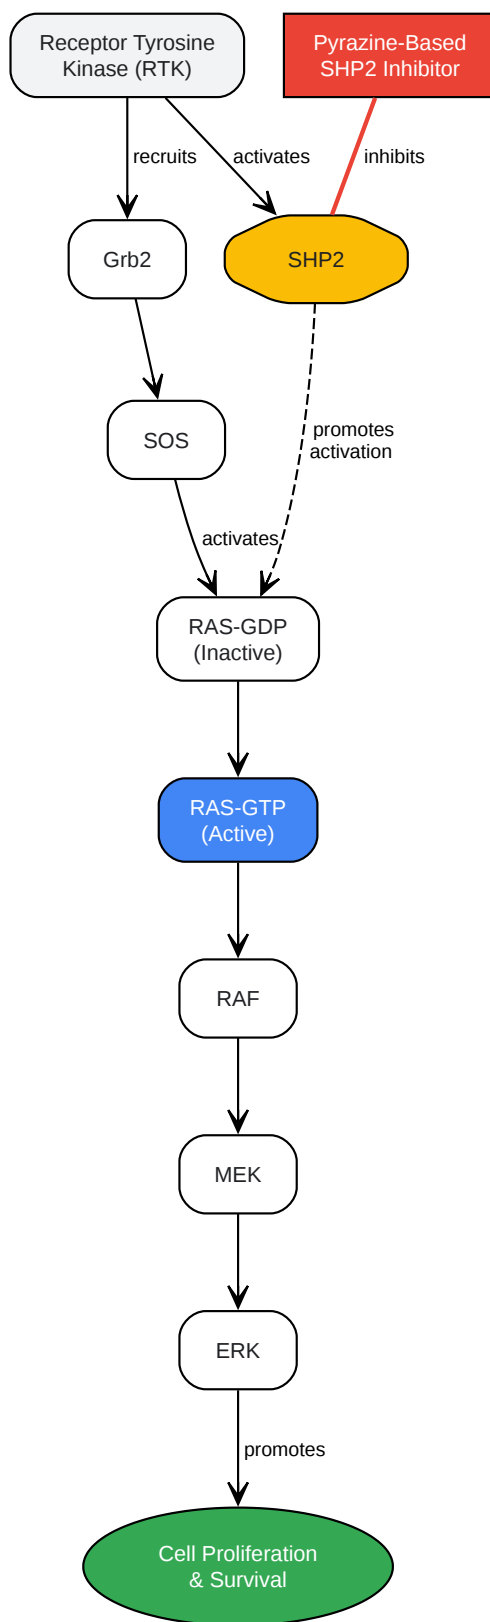 Receptor Tyrosine
Kinase (RTK)
Pyrazine-Based
SHP2 Inhibitor
recruits
activates
inhibits
Grb2
SHP2
SOS
promotes
activation
activates
RAS-GDP
(Inactive)
RAS-GTP
(Active)
RAF
MEK
ERK
promotes
Cell Proliferation
& Survival